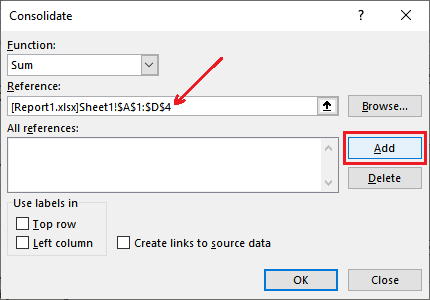 Consolidate ? ×
Function:
Sum
Reference:
[Report1.xlsx]Sheet1!$A$1:$D$4
Browse...
All references:
Add
Delete
Use labels in
Top row
Left column
Create links to source data
OK
Close